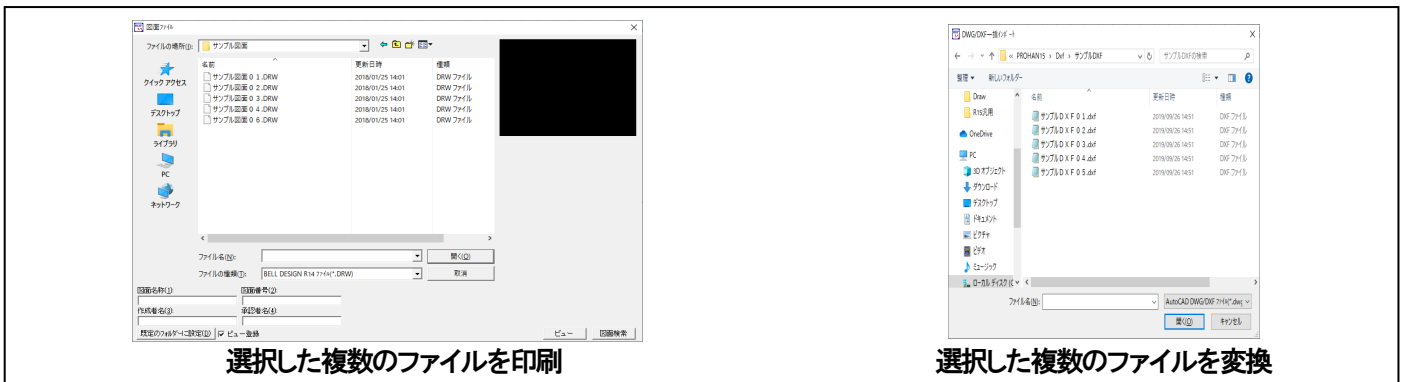 図面ファイル
ファイルの場所(I):
サンプル図面
名前
更新日時
種類
サンプル図面01.DRW
2018/01/25 14:01
DRW ファイル
サンプル図面02.DRW
2018/01/25 14:01
DRW ファイル
サンプル図面03.DRW
2018/01/25 14:01
DRW ファイル
サンプル図面04.DRW
2018/01/25 14:01
DRW ファイル
サンプル図面06.DRW
2018/01/25 14:01
DRW ファイル
クイック アクセス
デスクトップ
ライブラリ
PC
ネットワーク
ファイル名(N):
開く(O)
ファイルの種類(T):
BELL DESIGN R14 ファイル(*.DRW)
取消
図面名称(1):
図面番号(2):
作成者名(3):
承認者名(4):
既定のフォルダーに設定(D)
ビュー登録
ビュー
図面検索
選択した複数のファイルを印刷
DWG/DXF一括インポート
« PROHAN15 › Dxf › サンプルDXF
サンプルDXFの検索
整理
新しいフォルダー
Draw
R15汎用
OneDrive
PC
3D オブジェクト
ダウンロード
デスクトップ
ドキュメント
ピクチャ
ビデオ
ミュージック
ローカル ディスク (C
名前
更新日時
種類
サンプルDXF01.dxf
2019/09/26 14:51
DXF ファイル
サンプルDXF02.dxf
2019/09/26 14:51
DXF ファイル
サンプルDXF03.dxf
2019/09/26 14:51
DXF ファイル
サンプルDXF04.dxf
2019/09/26 14:51
DXF ファイル
サンプルDXF05.dxf
2019/09/26 14:51
DXF ファイル
ファイル名(N):
AutoCAD DWG/DXF ファイル(*.dwg
開く(O)
キャンセル
選択した複数のファイルを変換